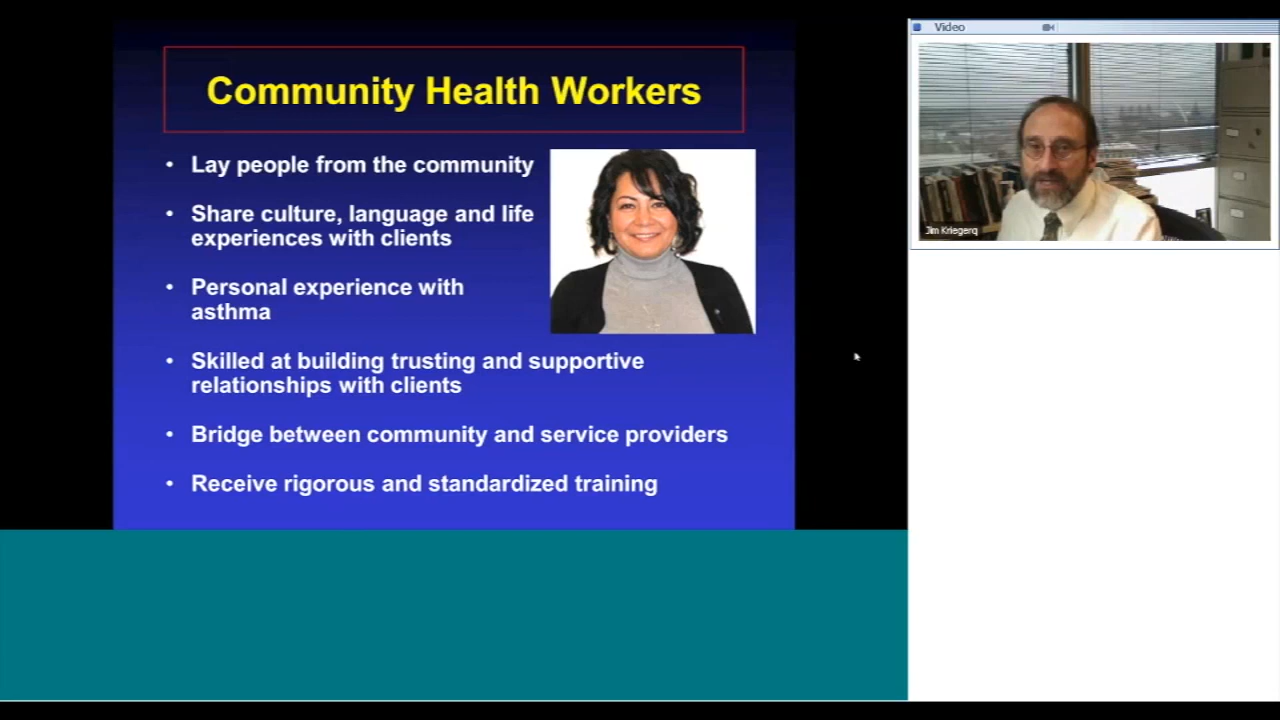 Community Health Workers
• Lay people from the community
• Share culture, language and life
experiences with clients
• Personal experience with
asthma
• Skilled at building trusting and supportive
relationships with clients
• Bridge between community and service providers
• Receive rigorous and standardized training
Video
Jim Kriegerq